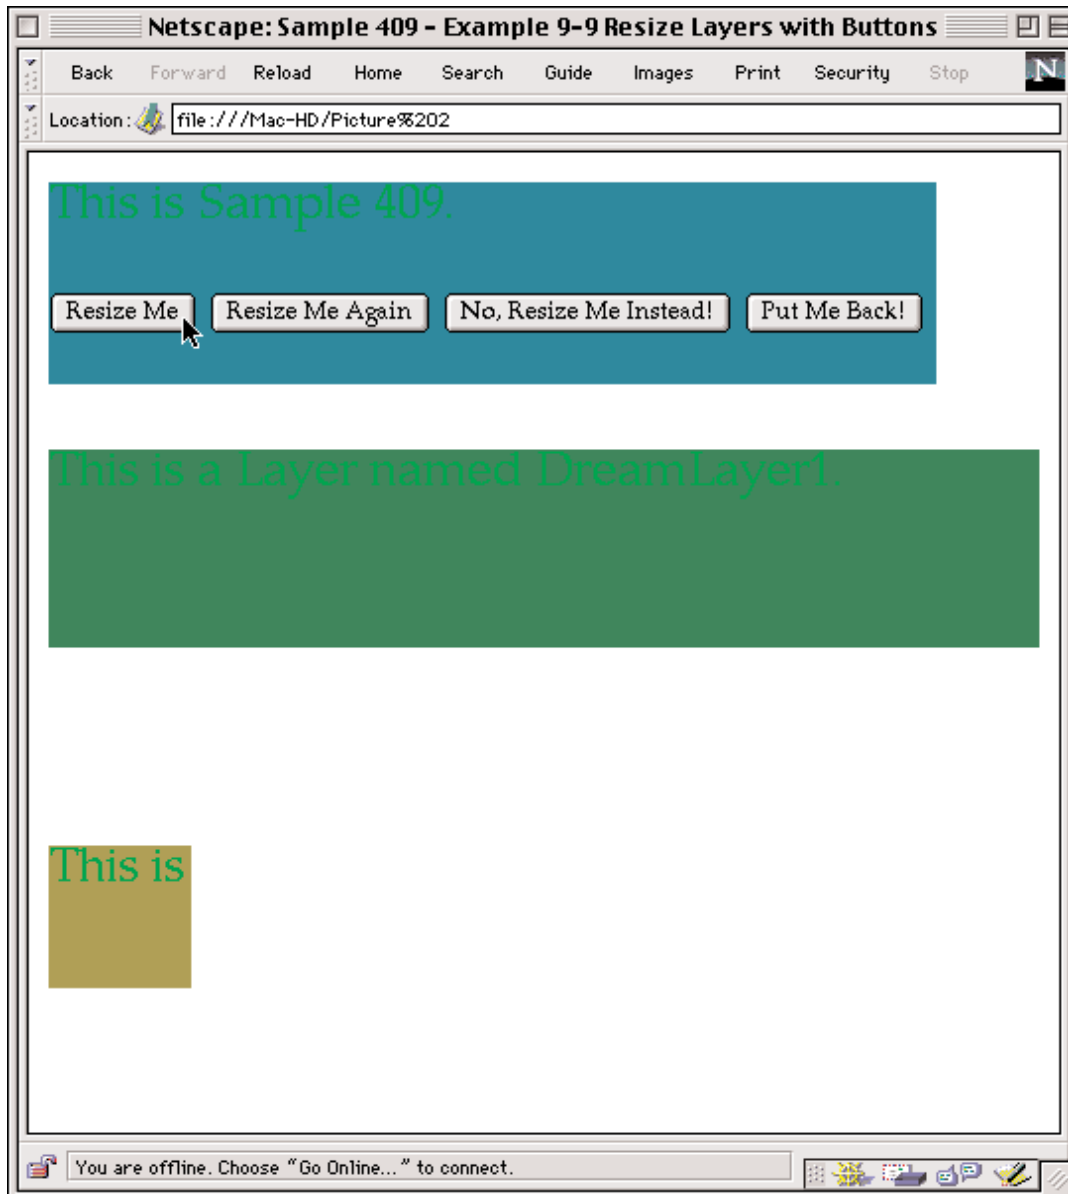 Netscape: Sample 409 - Example 9-9 Resize Layers with Buttons
Back Forward Reload Home Search Guide Images Print Security Stop N
Location: file:///Mac-HD/Picture%202
This is Sample 409.
Resize Me Resize Me Again No, Resize Me Instead! Put Me Back!
This is a Layer named DreamLayer1.
This is
You are offline. Choose "Go Online..." to connect.